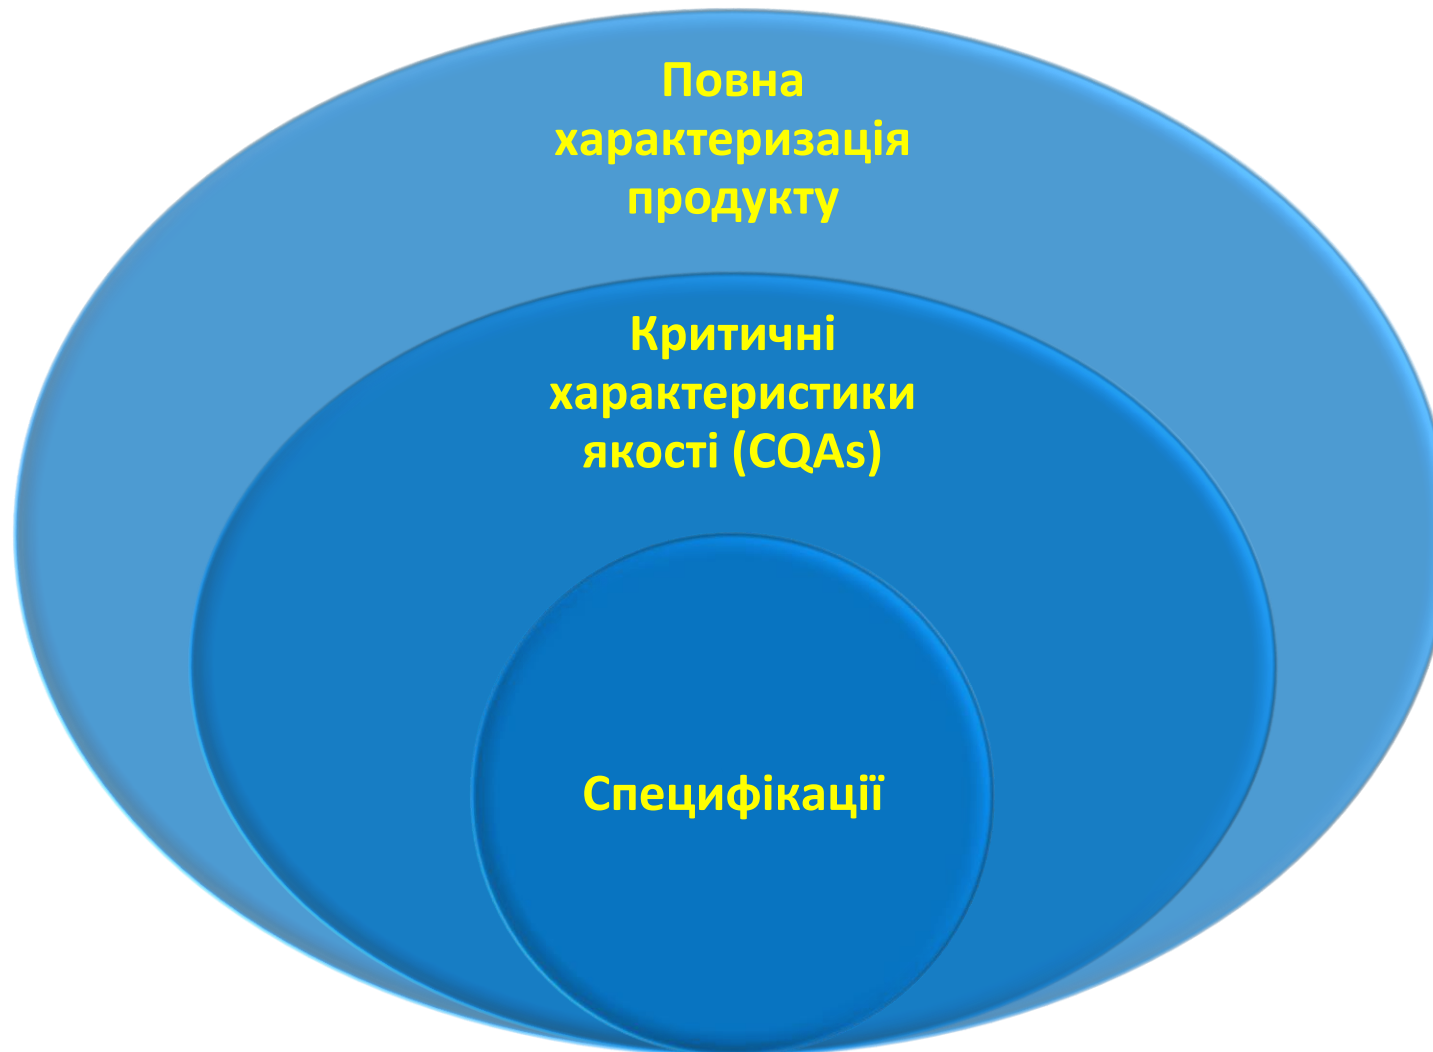 Повна
характеризація
продукту
Критичні
характеристики
якості (CQAs)
Специфікації